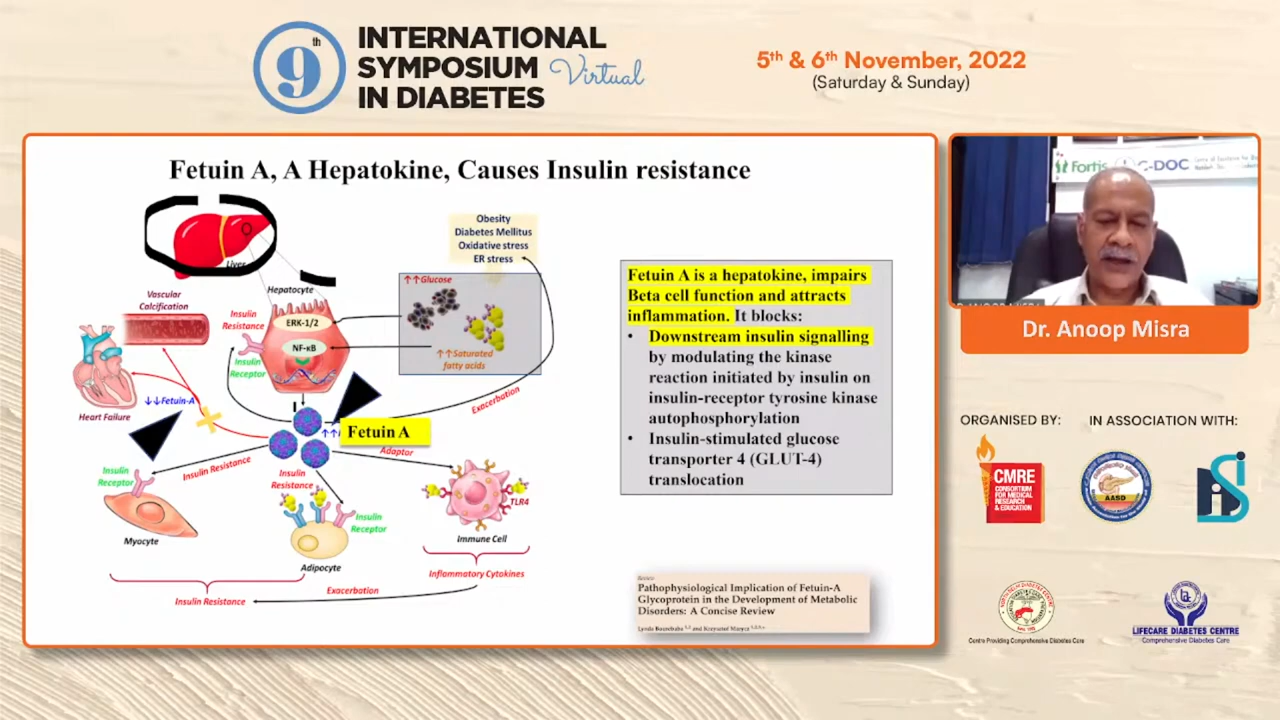 9th
INTERNATIONAL
SYMPOSIUM Virtual
IN DIABETES
5th & 6th November, 2022
(Saturday & Sunday)
Fetuin A, A Hepatokine, Causes Insulin resistance
Liver
Hepatocyte
Obesity
Diabetes Mellitus
Oxidative stress
ER stress
↑↑Glucose
↑↑Saturated
fatty acids
Vascular
Calcification
Insulin
Resistance
ERK-1/2
NF-κB
Insulin
Receptor
Heart Failure
↓↓Fetuin-A
Exacerbation
↑↑
Fetuin A
Adaptor
Insulin Resistance
Insulin
Receptor
Myocyte
Insulin
Resistance
Insulin
Receptor
Adipocyte
TLR4
Immune Cell
Inflammatory Cytokines
Exacerbation
Insulin Resistance
Fetuin A is a hepatokine, impairs
Beta cell function and attracts
inflammation. It blocks:
• Downstream insulin signalling
by modulating the kinase
reaction initiated by insulin on
insulin-receptor tyrosine kinase
autophosphorylation
• Insulin-stimulated glucose
transporter 4 (GLUT-4)
translocation
Review
Pathophysiological Implication of Fetuin-A
Glycoprotein in the Development of Metabolic
Disorders: A Concise Review
Fortis C-DOC
Dr. Anoop Misra
ORGANISED BY:
IN ASSOCIATION WITH:
CMRE
CONSORTIUM
FOR MEDICAL
RESEARCH
& EDUCATION
AASD
Centre Providing Comprehensive Diabetes Care
LIFECARE DIABETES CENTRE
Comprehensive Diabetes Care